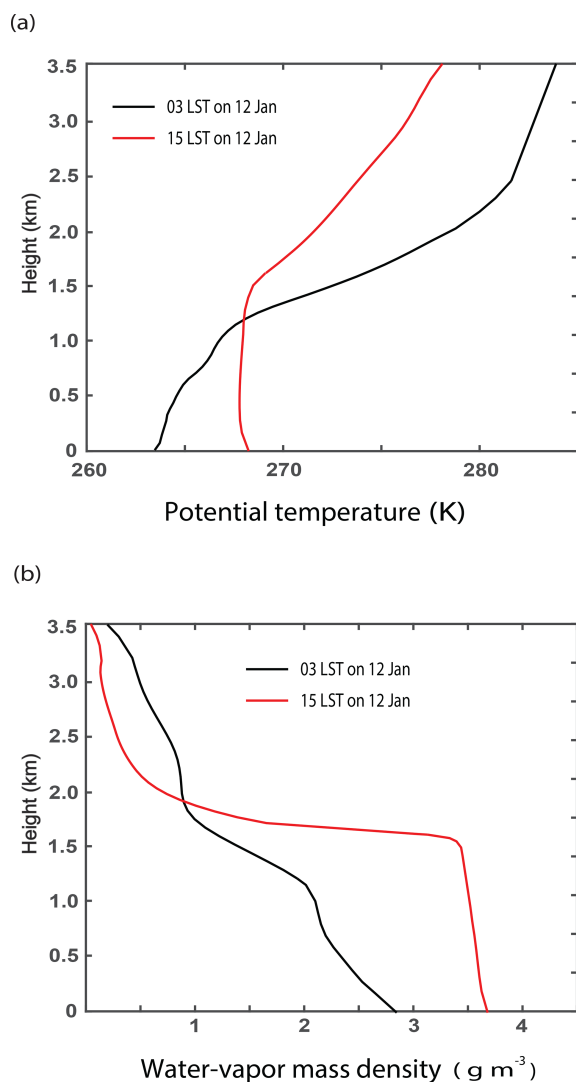 (a)
3.5
3.0
2.5
2.0
1.5
1.0
0.5
0
Height (km)
03 LST on 12 Jan
15 LST on 12 Jan
260
270
280
Potential temperature (K)
(b)
3.5
3.0
2.5
2.0
1.5
1.0
0.5
0
Height (km)
03 LST on 12 Jan
15 LST on 12 Jan
1
2
3
4
Water-vapor mass density ( g m⁻³ )